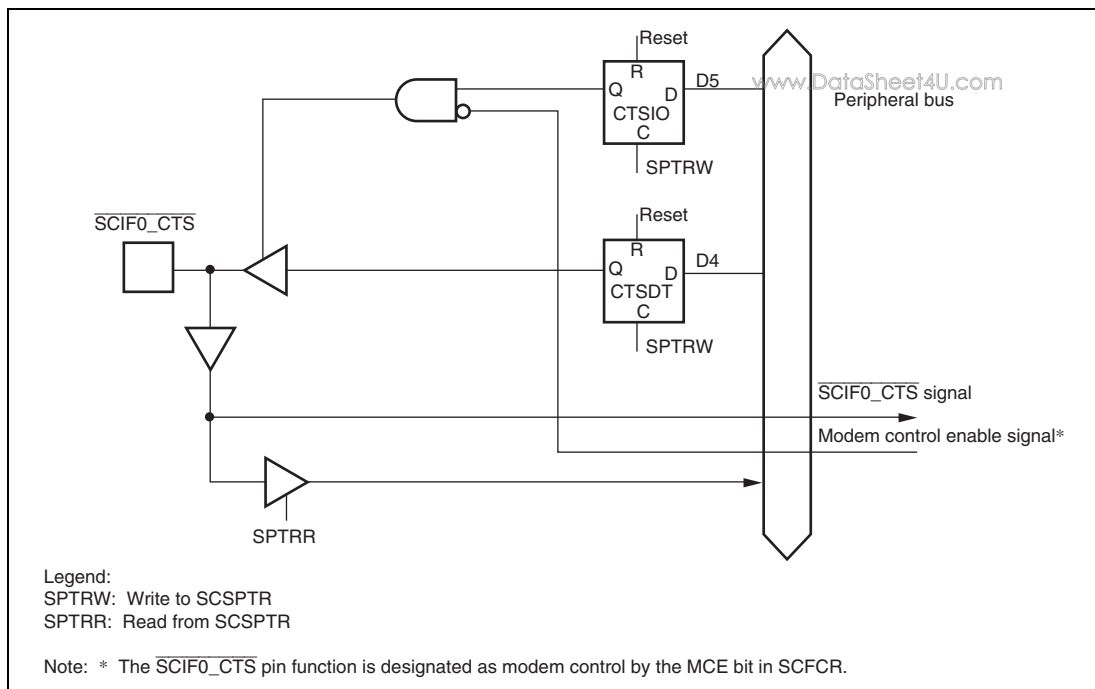 Reset
R
Q
D
D5
CTSIO
C
SPTRW
www.DataSheet4U.com
Peripheral bus
SCIF0_CTS
Reset
R
Q
D
D4
CTSDT
C
SPTRW
SCIF0_CTS signal
Modem control enable signal*
SPTRR
Legend:
SPTRW: Write to SCSPTR
SPTRR: Read from SCSPTR
Note: * The SCIF0_CTS pin function is designated as modem control by the MCE bit in SCFCR.